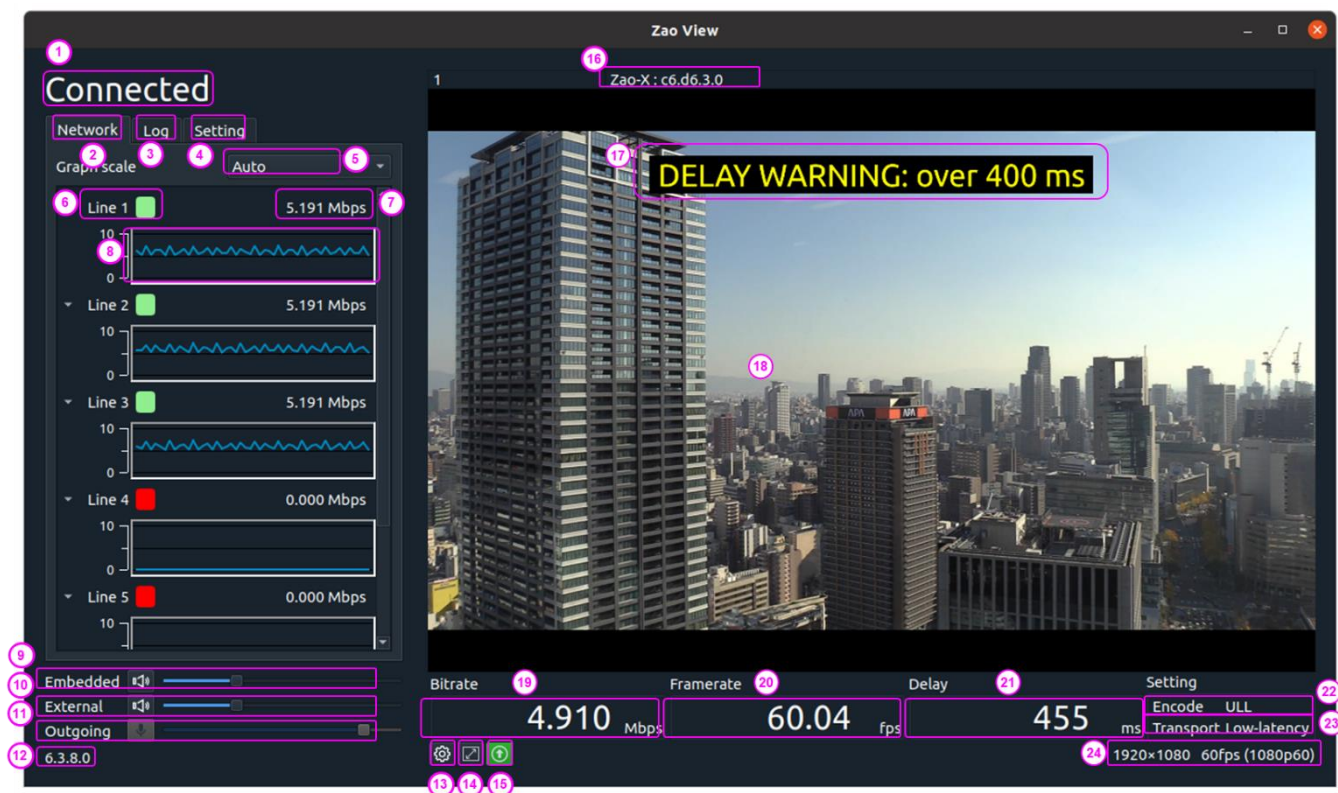 Zao View
1
Connected
16
1 Zao-X : c6.d6.3.0
Network Log Setting
2 3 4
Graph scale Auto 5
17 DELAY WARNING: over 400 ms
6 Line 1 5.191 Mbps 7
10
8
0
Line 2 5.191 Mbps
10
0
18
Line 3 5.191 Mbps
APA APA
10
0
Line 4 0.000 Mbps
10
0
Line 5 0.000 Mbps
10
9
Embedded
10
External
11
Outgoing
12 6.3.8.0
Bitrate 19
4.910 Mbps
Framerate 20
60.04 fps
Delay 21
455 ms
Setting
22
Encode ULL
23
Transport Low-latency
24 1920×1080 60fps (1080p60)
13 14 15